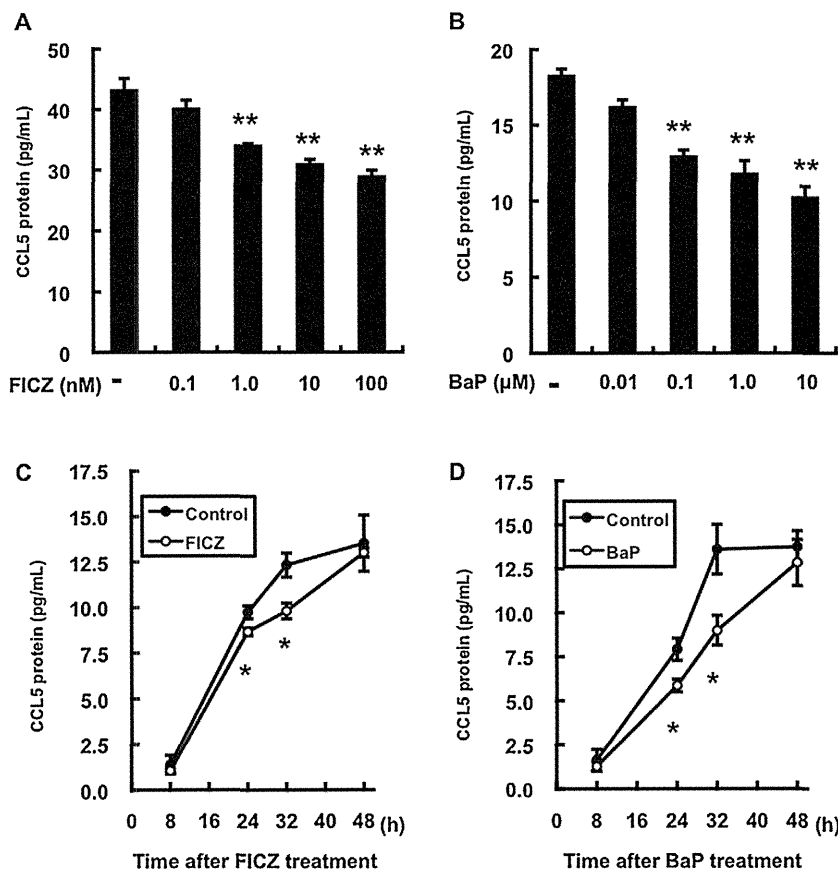 A
CCL5 protein (pg/mL)
50
40
30
20
10
0
**
**
**
FICZ (nM)
-
0.1
1.0
10
100
B
CCL5 protein (pg/mL)
20
15
10
5
0
**
**
**
BaP (µM)
-
0.01
0.1
1.0
10
C
CCL5 protein (pg/mL)
17.5
15.0
12.5
10.0
7.5
5.0
2.5
0.0
Control
FICZ
*
*
0 8 16 24 32 40 48 (h)
Time after FICZ treatment
D
CCL5 protein (pg/mL)
17.5
15.0
12.5
10.0
7.5
5.0
2.5
0.0
Control
BaP
*
*
0 8 16 24 32 40 48 (h)
Time after BaP treatment